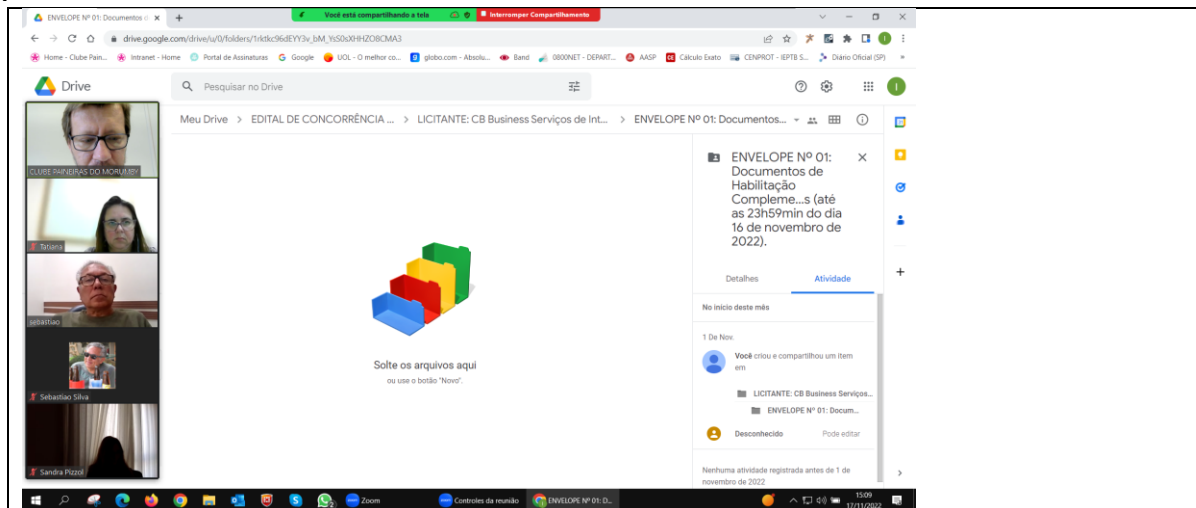 ENVELOPE Nº 01: Documentos d
Você está compartilhando a tela
Interromper Compartilhamento
drive.google.com/drive/u/0/folders/1rktkc96dEYY3v_bM_YsS0sXHHZO8CMA3
Home - Clube Pain...
Intranet - Home
Portal de Assinaturas
Google
UOL - O melhor co...
globo.com - Absolu...
Band
0800NET - DEPART...
AASP
Cálculo Exato
CENPROT - IEPTB S...
Diário Oficial (SP)
Drive
Pesquisar no Drive
Meu Drive > EDITAL DE CONCORRÊNCIA ... > LICITANTE: CB Business Serviços de Int... > ENVELOPE Nº 01: Documentos...
CLUBE PAINEIRAS DO MORUMBY
Tatiana
sebastiao
Sebastiao Silva
Sandra Pizzol
Solte os arquivos aqui
ou use o botão "Novo".
ENVELOPE Nº 01:
Documentos de
Habilitação
Compleme...s (até
as 23h59min do dia
16 de novembro de
2022).
Detalhes
Atividade
No início deste mês
1 De Nov.
Você criou e compartilhou um item
em
LICITANTE: CB Business Serviços...
ENVELOPE Nº 01: Docum...
Desconhecido
Pode editar
Nenhuma atividade registrada antes de 1 de
novembro de 2022
Zoom
Controles da reunião
ENVELOPE Nº 01: D...
15:09
17/11/2022